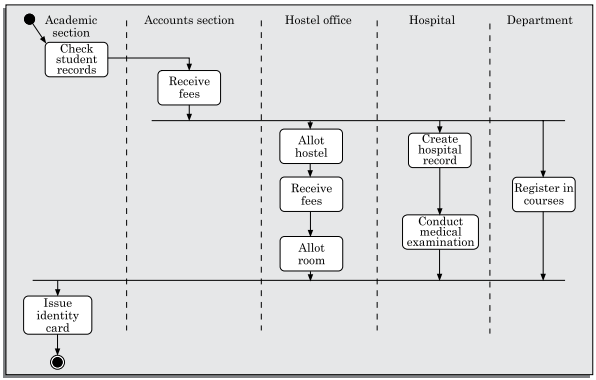 Academic
section
Accounts section
Hostel office
Hospital
Department
Check
student
records
Receive
fees
Allot
hostel
Create
hospital
record
Receive
fees
Register in
courses
Conduct
medical
examination
Allot
room
Issue
identity
card